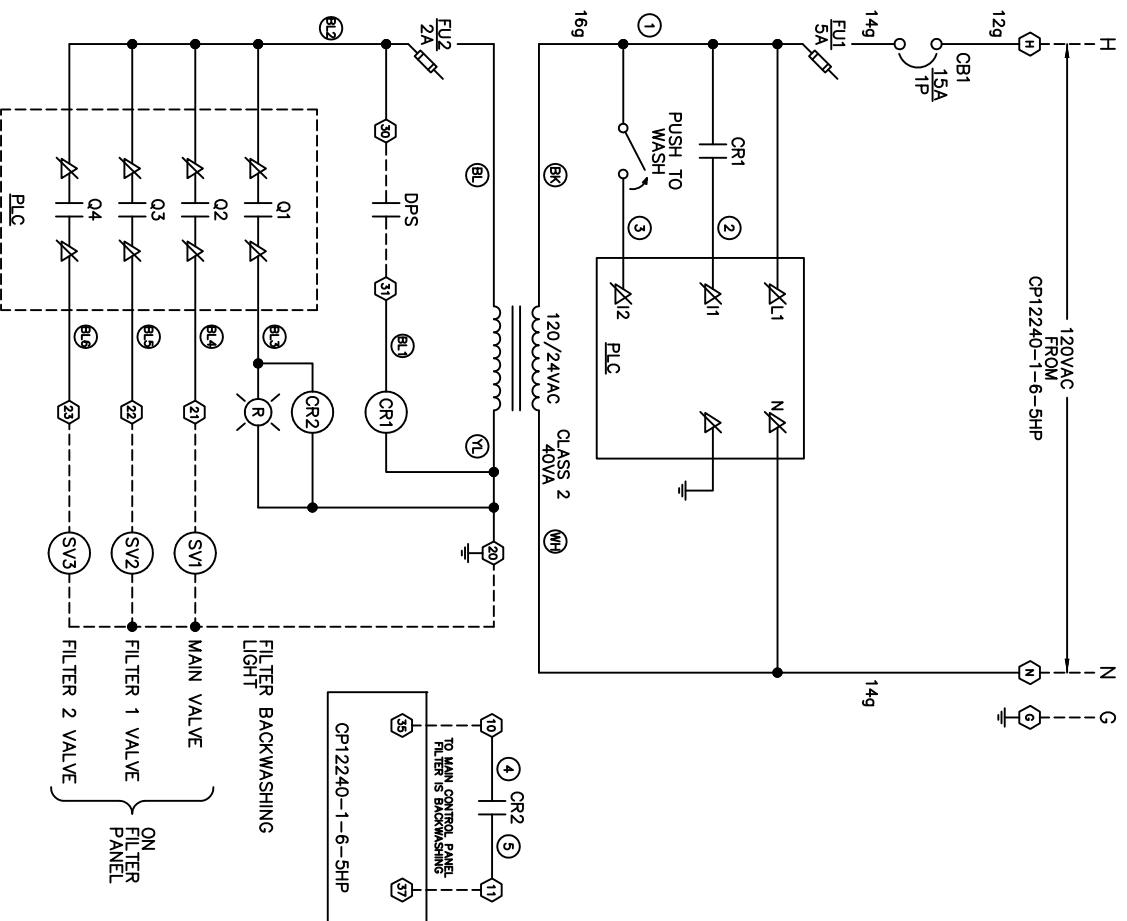 H
N
G
120VAC
FROM
CP12240-1-6-5HP
12g
H
N
G
CB1
15A
1P
14g
14g
FU1
5A
1
16g
CR1
2
PUSH TO
WASH
3
L1
N
I1
I2
PLC
BK
WH
120/24VAC
CLASS 2
40VA
BL
YL
FU2
2A
BL2
30
DPS
31
BL1
CR1
20
CR2
R
Q1
BL3
Q2
BL4
21
SV1
Q3
BL5
22
SV2
Q4
BL6
23
SV3
PLC
FILTER BACKWASHING
LIGHT
MAIN VALVE
FILTER 1 VALVE
FILTER 2 VALVE
ON
FILTER
PANEL
10
4
CR2
5
11
TO MAIN CONTROL PANEL
FILTER IS BACKWASHING
35
37
CP12240-1-6-5HP